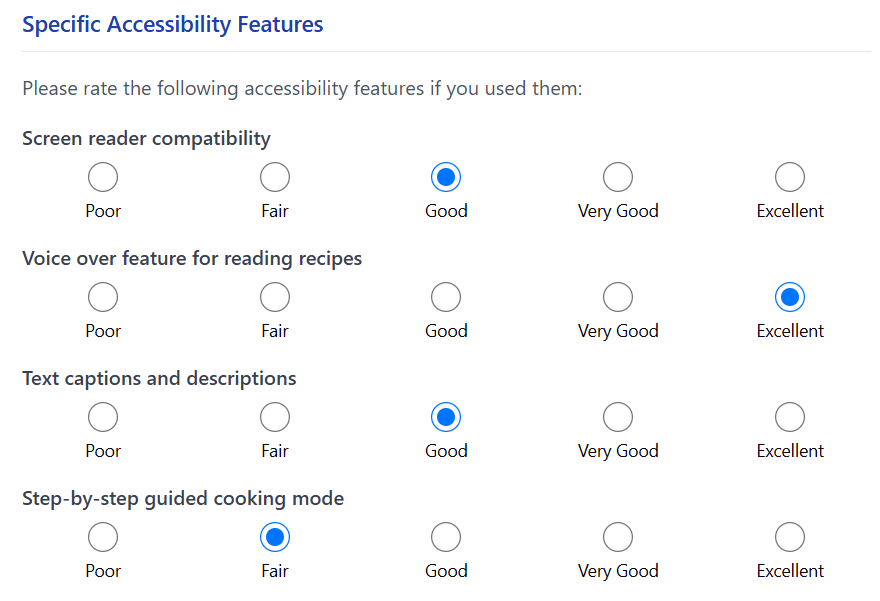 Specific Accessibility Features
Please rate the following accessibility features if you used them:
Screen reader compatibility
Poor Fair Good Very Good Excellent
Voice over feature for reading recipes
Poor Fair Good Very Good Excellent
Text captions and descriptions
Poor Fair Good Very Good Excellent
Step-by-step guided cooking mode
Poor Fair Good Very Good Excellent